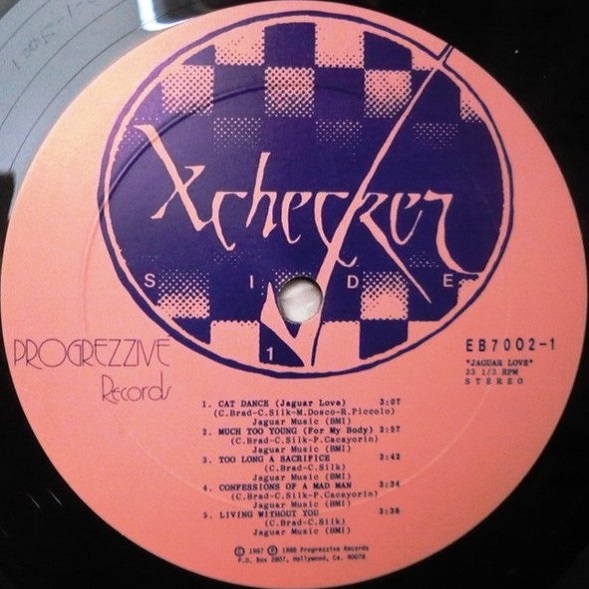 Xchecker
SIDE
1
PROGREZZIVE
Records
EB7002-1
"JAGUAR LOVE"
33 1/3 RPM
STEREO
1. CAT DANCE (Jaguar Love) 3:07
(C.Brad-C.Silk-M.Dosco-R.Piccolo)
Jaguar Music (BMI)
2. MUCH TOO YOUNG (For My Body) 2:57
(C.Brad-C.Silk-P.Cacayorin)
Jaguar Music (BMI)
3. TOO LONG A SACRIFICE 3:42
(C.Brad-C.Silk)
Jaguar Music (BMI)
4. CONFESSIONS OF A MAD MAN 3:34
(C.Brad-C.Silk-P.Cacayorin)
Jaguar Music (BMI)
5. LIVING WITHOUT YOU 3:38
(C.Brad-C.Silk)
Jaguar Music (BMI)
© 1987 ℗ 1988 Progrezzive Records
P.O. Box 2807, Hollywood, Ca. 90078